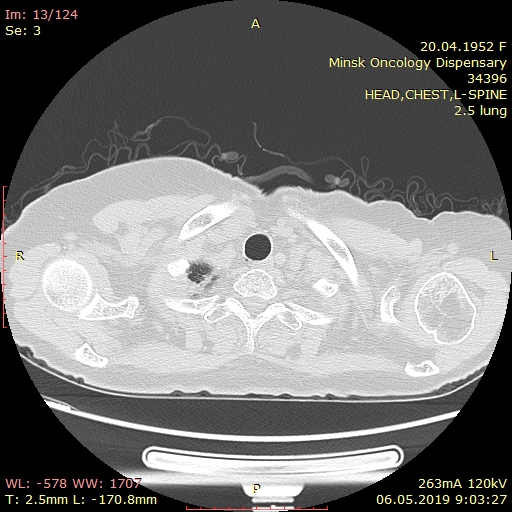 Im: 13/124
Se: 3
A
20.04.1952 F
Minsk Oncology Dispensary
34396
HEAD,CHEST,L-SPINE
2.5 lung
R
L
WL: -578 WW: 1707
T: 2.5mm L: -170.8mm
P
263mA 120kV
06.05.2019 9:03:27